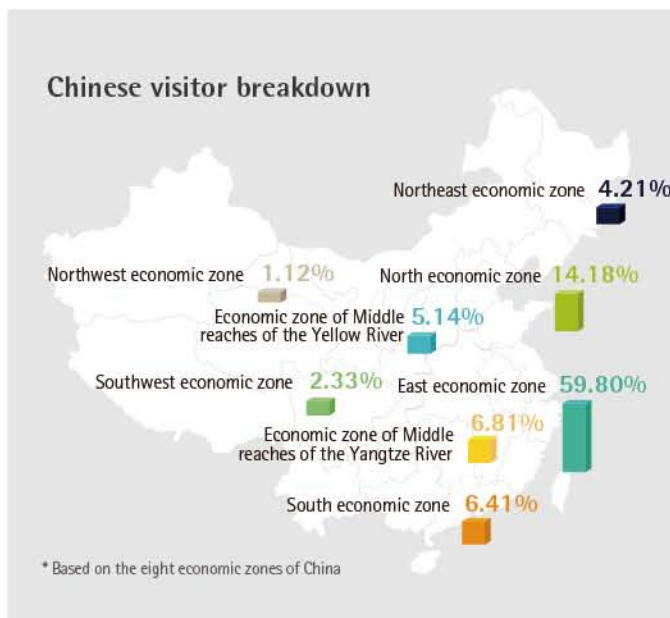 Chinese visitor breakdown
Northeast economic zone 4.21%
Northwest economic zone 1.12%
North economic zone 14.18%
Economic zone of Middle
reaches of the Yellow River 5.14%
Southwest economic zone 2.33%
East economic zone 59.80%
Economic zone of Middle
reaches of the Yangtze River 6.81%
South economic zone 6.41%
* Based on the eight economic zones of China